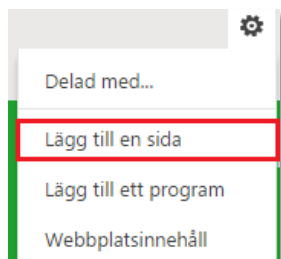 Delad med...
Lägg till en sida
Lägg till ett program
Webbplatsinnehåll